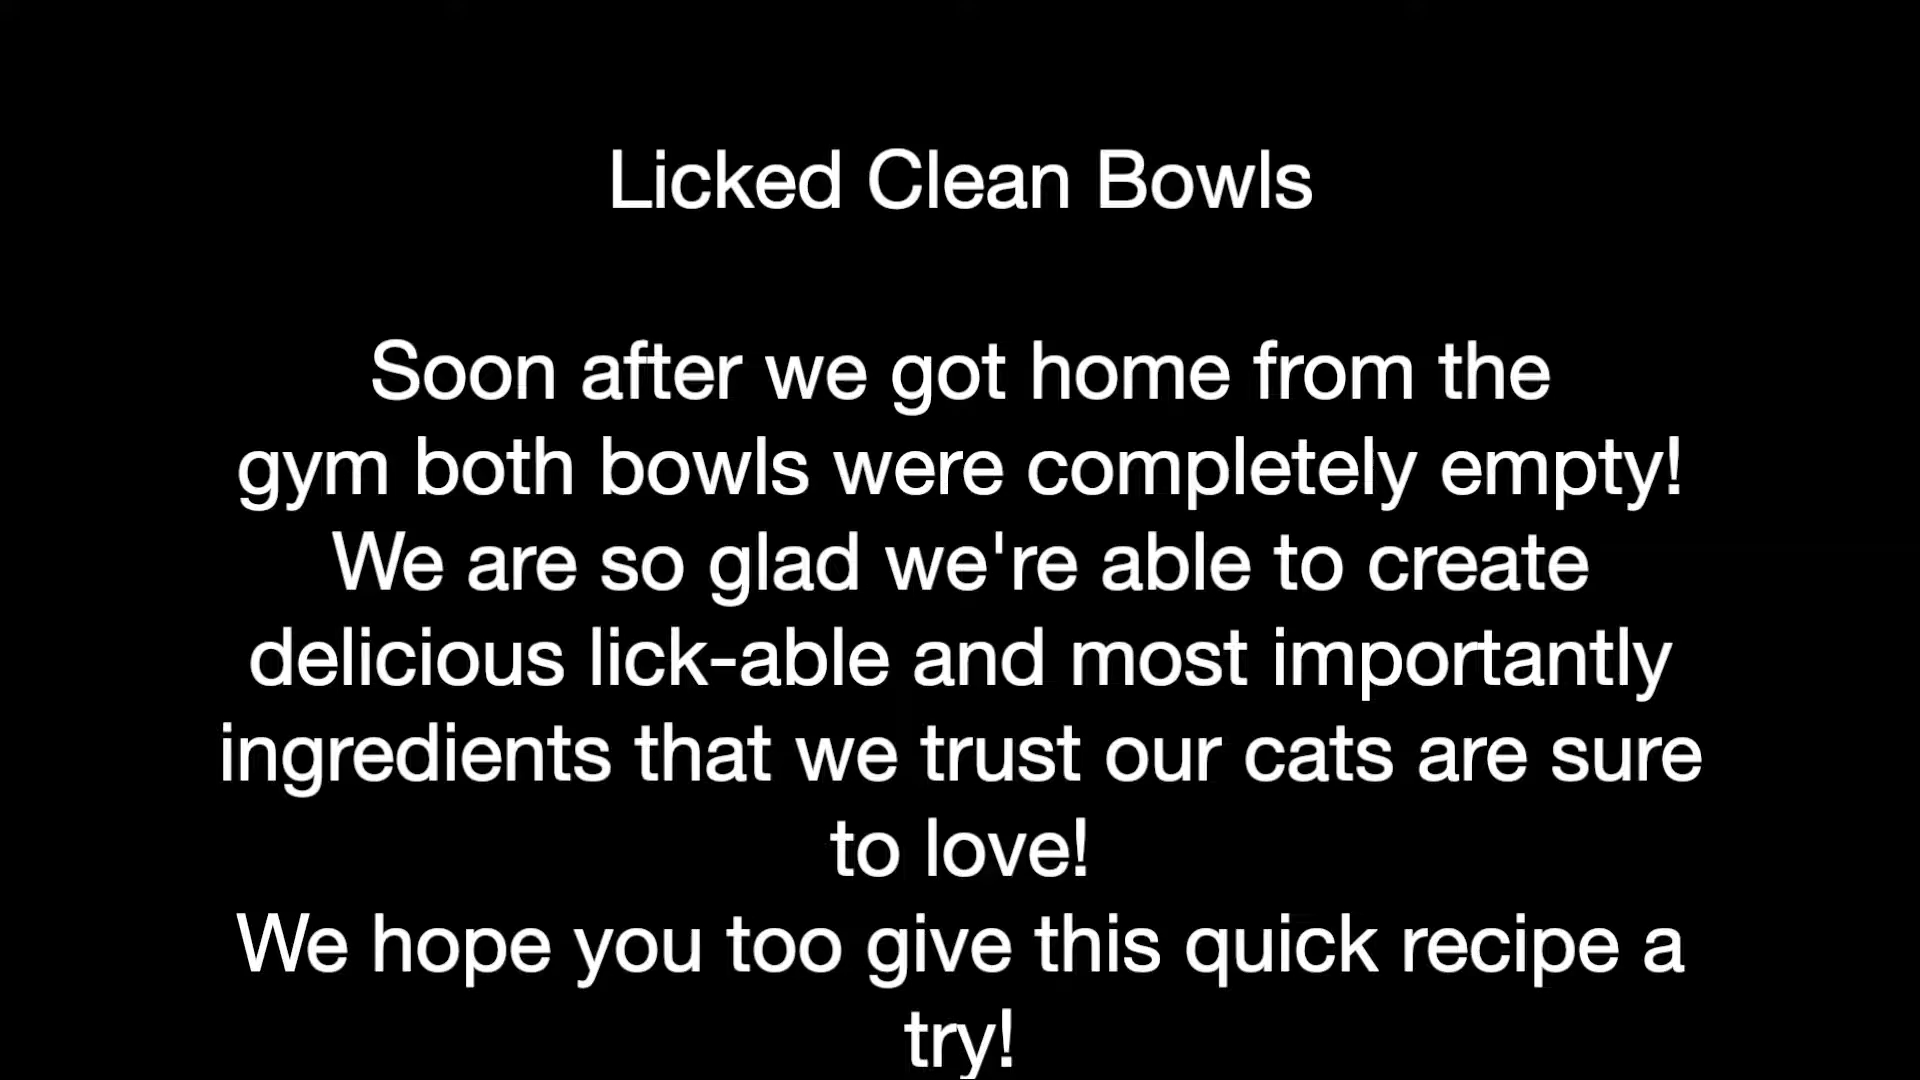 Licked Clean Bowls
Soon after we got home from the
gym both bowls were completely empty!
We are so glad we're able to create
delicious lick-able and most importantly
ingredients that we trust our cats are sure
to love!
We hope you too give this quick recipe a
try!